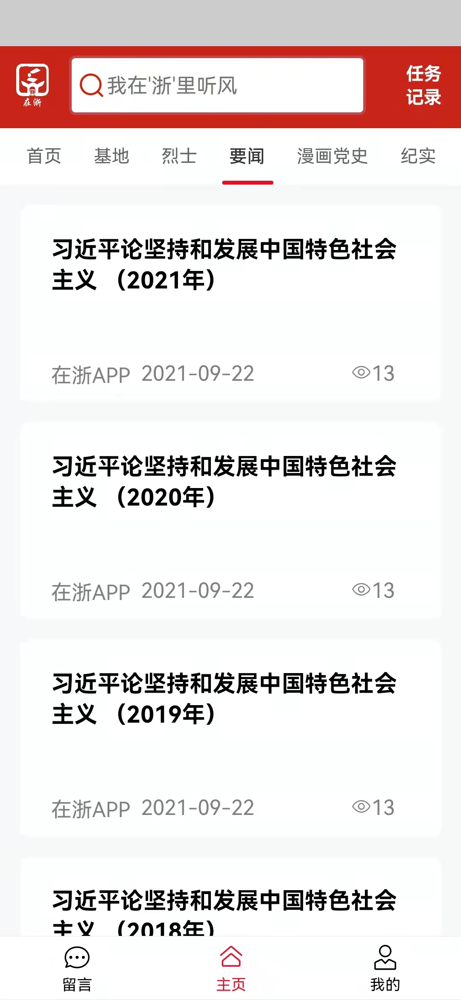 在浙
我在'浙'里听风
任务
记录
首页 基地 烈士 要闻 漫画党史 纪实
习近平论坚持和发展中国特色社会
主义 （2021年）
在浙APP 2021-09-22 13
习近平论坚持和发展中国特色社会
主义 （2020年）
在浙APP 2021-09-22 13
习近平论坚持和发展中国特色社会
主义 （2019年）
在浙APP 2021-09-22 13
习近平论坚持和发展中国特色社会
主义 （2018年）
留言 主页 我的